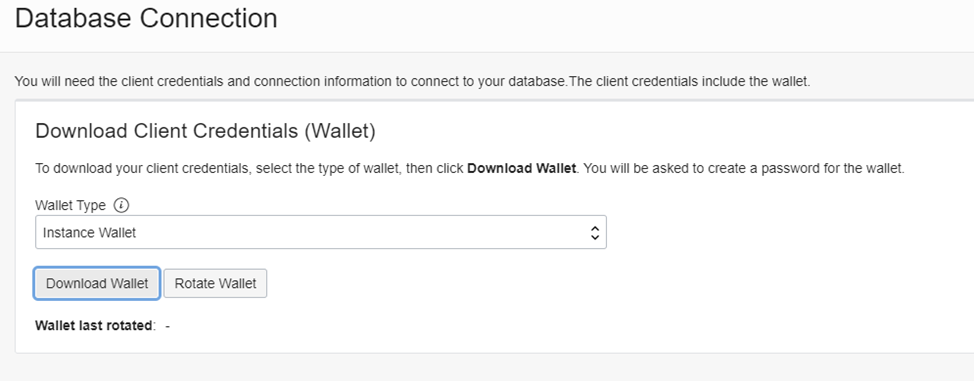 Database Connection
You will need the client credentials and connection information to connect to your database.The client credentials include the wallet.
Download Client Credentials (Wallet)
To download your client credentials, select the type of wallet, then click Download Wallet. You will be asked to create a password for the wallet.
Wallet Type i
Instance Wallet
Download Wallet Rotate Wallet
Wallet last rotated: -